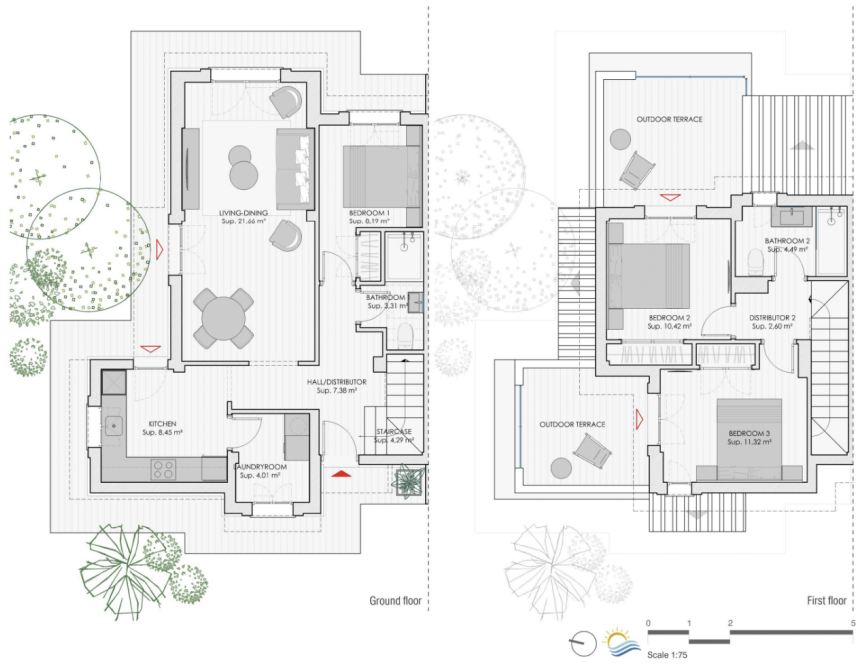 LIVING-DINING
Sup. 21,66 m²
BEDROOM 1
Sup. 8,19 m²
BATHROOM
Sup. 3,31 m²
HALL/DISTRIBUTOR
Sup. 7,38 m²
KITCHEN
Sup. 8,45 m²
STAIRCASE
Sup. 4,29 m²
LAUNDRYROOM
Sup. 4,01 m²
Ground floor
OUTDOOR TERRACE
BATHROOM 2
Sup. 4,49 m²
BEDROOM 2
Sup. 10,42 m²
DISTRIBUTOR 2
Sup. 2,60 m²
OUTDOOR TERRACE
BEDROOM 3
Sup. 11,32 m²
First floor
0 1 2 5
Scale 1:75